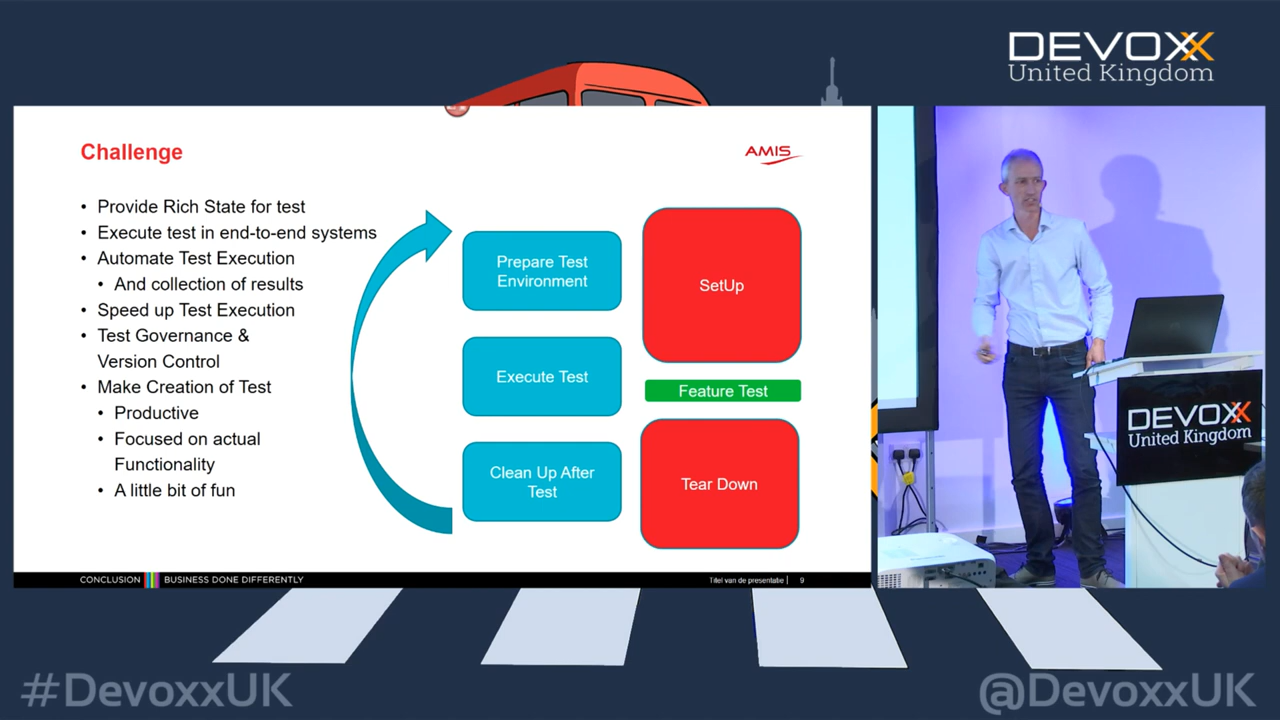 DEVOXX
United Kingdom
Challenge
AMIS
• Provide Rich State for test
• Execute test in end-to-end systems
• Automate Test Execution
• And collection of results
• Speed up Test Execution
• Test Governance &
Version Control
• Make Creation of Test
• Productive
• Focused on actual
Functionality
• A little bit of fun
Prepare Test
Environment
Execute Test
Clean Up After
Test
SetUp
Feature Test
Tear Down
CONCLUSION BUSINESS DONE DIFFERENTLY
Titel van de presentatie | 9
DEVOXX
United Kingdom
#DevoxxUK
@DevoxxUK